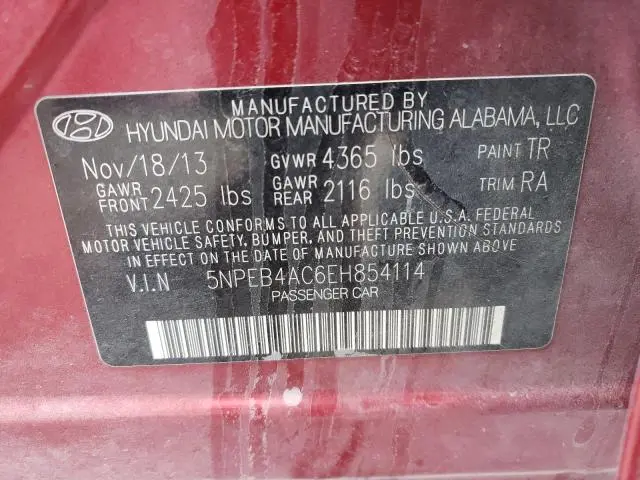 MANUFACTURED BY
HYUNDAI MOTOR MANUFACTURING ALABAMA, LLC
Nov/18/13 GVWR 4365 lbs PAINT TR
GAWR FRONT 2425 lbs GAWR REAR 2116 lbs TRIM RA
THIS VEHICLE CONFORMS TO ALL APPLICABLE U.S.A. FEDERAL
MOTOR VEHICLE SAFETY, BUMPER, AND THEFT PREVENTION STANDARDS
IN EFFECT ON THE DATE OF MANUFACTURE SHOWN ABOVE
V.I.N 5NPEB4AC6EH854114
PASSENGER CAR